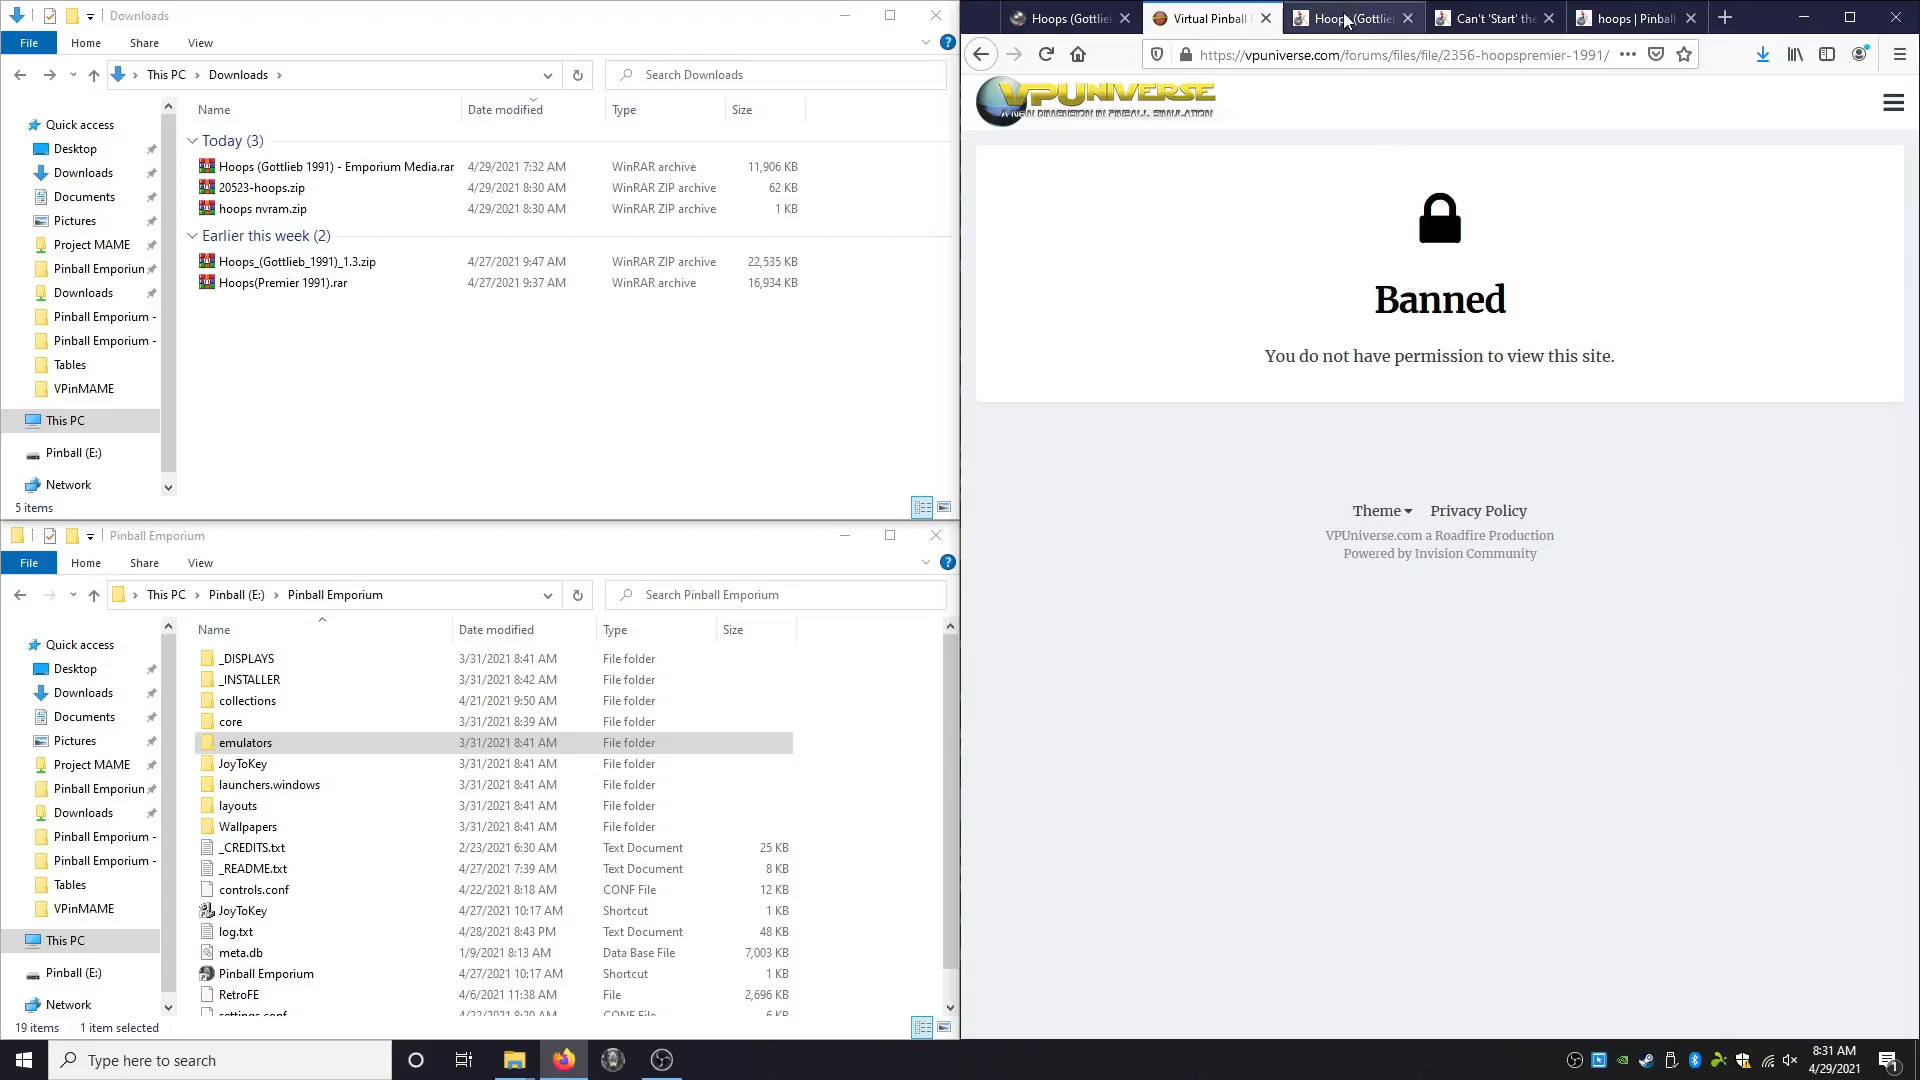 Downloads
File
Home
Share
View
This PC
Downloads
Search Downloads
Name
Date modified
Type
Size
Quick access
Desktop
Downloads
Documents
Pictures
Project MAME
Pinball Emporiun
Downloads
Pinball Emporium -
Pinball Emporium -
Tables
VPinMAME
This PC
Pinball (E:)
Network
Today (3)
Hoops (Gottlieb 1991) - Emporium Media.rar 4/29/2021 7:32 AM WinRAR archive 11,906 KB
20523-hoops.zip 4/29/2021 8:30 AM WinRAR ZIP archive 62 KB
hoops nvram.zip 4/29/2021 8:30 AM WinRAR ZIP archive 1 KB
Earlier this week (2)
Hoops_(Gottlieb_1991)_1.3.zip 4/27/2021 9:47 AM WinRAR ZIP archive 22,535 KB
Hoops(Premier 1991).rar 4/27/2021 9:37 AM WinRAR archive 16,934 KB
5 items
Pinball Emporium
File
Home
Share
View
This PC
Pinball (E:)
Pinball Emporium
Search Pinball Emporium
Name
Date modified
Type
Size
Quick access
Desktop
Downloads
Documents
Pictures
Project MAME
Pinball Emporiun
Downloads
Pinball Emporium -
Pinball Emporium -
Tables
VPinMAME
This PC
Pinball (E:)
Network
_DISPLAYS 3/31/2021 8:41 AM File folder
_INSTALLER 3/31/2021 8:42 AM File folder
collections 4/21/2021 9:50 AM File folder
core 3/31/2021 8:39 AM File folder
emulators 3/31/2021 8:41 AM File folder
JoyToKey 3/31/2021 8:41 AM File folder
launchers.windows 3/31/2021 8:41 AM File folder
layouts 3/31/2021 8:41 AM File folder
Wallpapers 3/31/2021 8:41 AM File folder
_CREDITS.txt 2/23/2021 6:30 AM Text Document 25 KB
_README.txt 4/27/2021 7:39 AM Text Document 8 KB
controls.conf 4/22/2021 8:18 AM CONF File 12 KB
JoyToKey 4/27/2021 10:17 AM Shortcut 1 KB
log.txt 4/28/2021 8:43 PM Text Document 48 KB
meta.db 1/9/2021 8:13 AM Data Base File 7,003 KB
Pinball Emporium 4/27/2021 10:17 AM Shortcut 1 KB
RetroFE 4/6/2021 11:38 AM File 2,696 KB
settings.conf 4/22/2021 8:20 AM CONF File 6 KB
19 items 1 item selected
Hoops (Gottlie
Virtual Pinball
Hoops (Gottlie
Can't 'Start' the
hoops | Pinball
https://vpuniverse.com/forums/files/file/2356-hoopspremier-1991/
VPUNIVERSE
A NEW DIMENSION IN PINBALL SIMULATION
Banned
You do not have permission to view this site.
Theme
Privacy Policy
VPUniverse.com a Roadfire Production
Powered by Invision Community
Type here to search
8:31 AM
4/29/2021
1